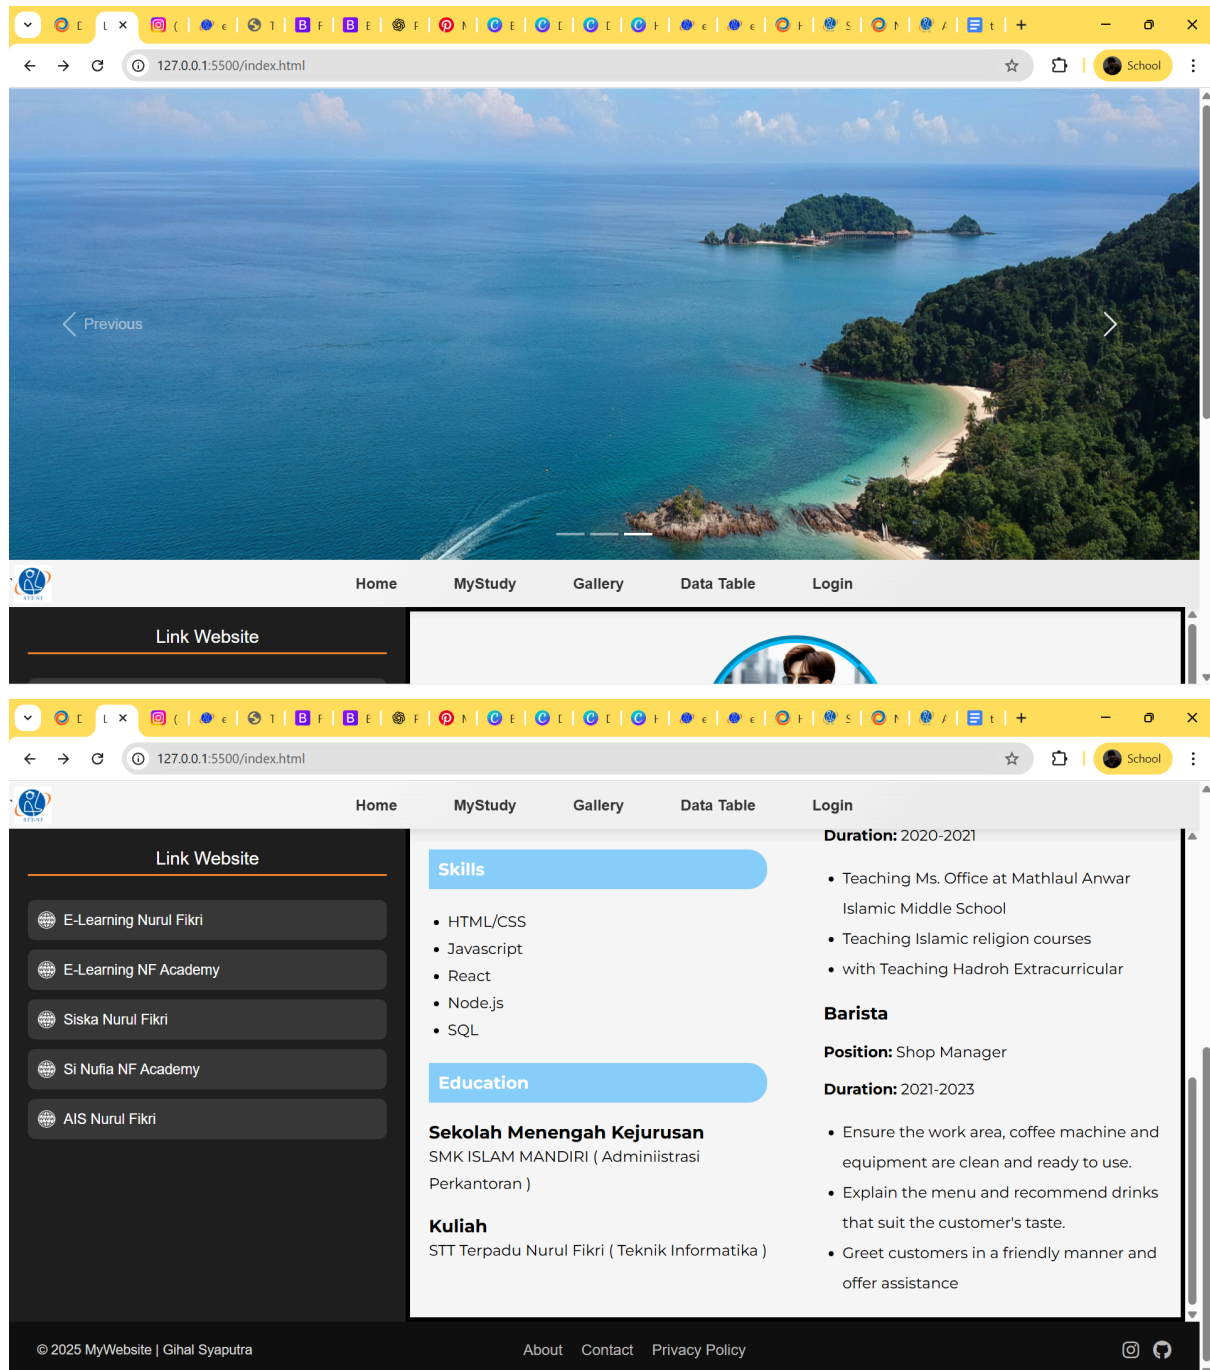 127.0.0.1:5500/index.html
School
Previous
Home MyStudy Gallery Data Table Login
Link Website
127.0.0.1:5500/index.html
School
Home MyStudy Gallery Data Table Login
Link Website
E-Learning Nurul Fikri
E-Learning NF Academy
Siska Nurul Fikri
Si Nufia NF Academy
AIS Nurul Fikri
Skills
HTML/CSS
Javascript
React
Node.js
SQL
Education
Sekolah Menengah Kejurusan
SMK ISLAM MANDIRI ( Adminiistrasi
Perkantoran )
Kuliah
STT Terpadu Nurul Fikri ( Teknik Informatika )
Duration: 2020-2021
Teaching Ms. Office at Mathlaul Anwar
Islamic Middle School
Teaching Islamic religion courses
with Teaching Hadroh Extracurricular
Barista
Position: Shop Manager
Duration: 2021-2023
Ensure the work area, coffee machine and
equipment are clean and ready to use.
Explain the menu and recommend drinks
that suit the customer's taste.
Greet customers in a friendly manner and
offer assistance
© 2025 MyWebsite | Gihal Syaputra
About Contact Privacy Policy